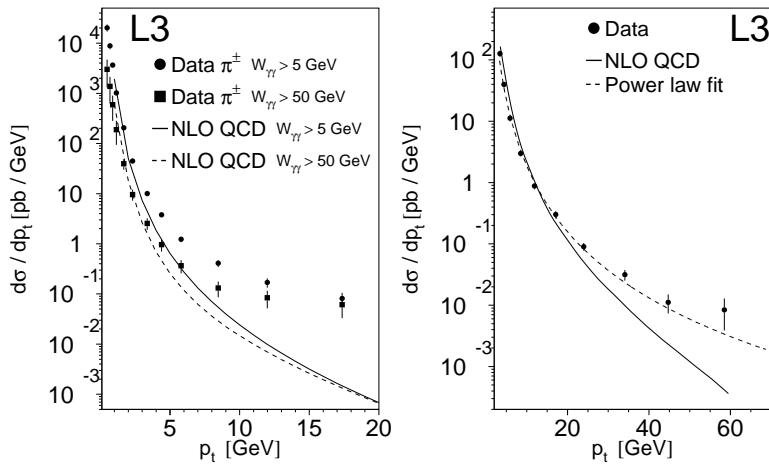 L3
Data π± Wγγ > 5 GeV
Data π± Wγγ > 50 GeV
NLO QCD Wγγ > 5 GeV
NLO QCD Wγγ > 50 GeV
dσ / dpt [pb / GeV]
10 4
10 3
10 2
10
1
10 -1
10 -2
10 -3
5 10 15 20
pt [GeV]
L3
Data
NLO QCD
Power law fit
dσ / dpt [pb / GeV]
10 2
10
1
10 -1
10 -2
10 -3
0 20 40 60
pt [GeV]